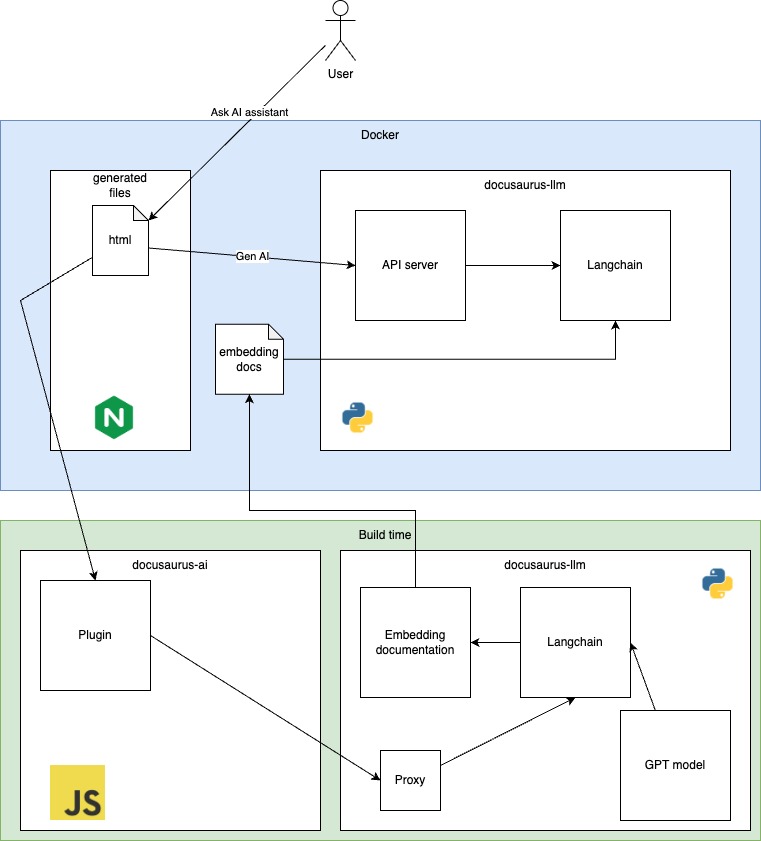 User
Ask AI assistant
Docker
generated
files
docusaurus-llm
html
Gen AI
API server
Langchain
embedding
docs
N
Build time
docusaurus-ai
docusaurus-llm
Plugin
Embedding
documentation
Langchain
Proxy
GPT model
JS